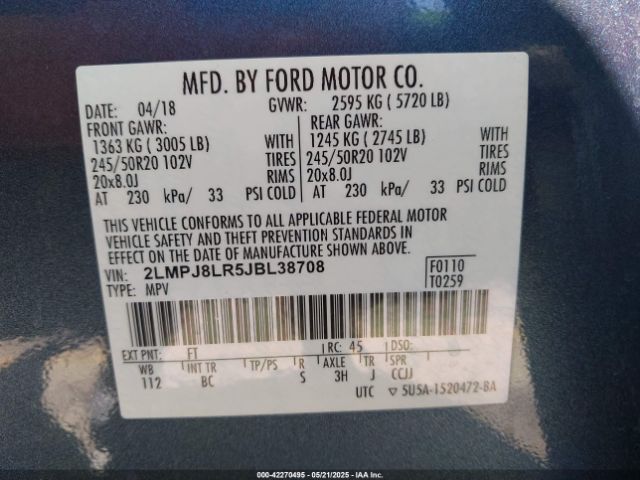 MFD. BY FORD MOTOR CO.
DATE: 04/18 GVWR: 2595 KG ( 5720 LB)
FRONT GAWR: REAR GAWR:
1363 KG ( 3005 LB) WITH 1245 KG ( 2745 LB) WITH
245/50R20 102V TIRES 245/50R20 102V TIRES
20x8.0J RIMS 20x8.0J RIMS
AT 230 kPa/ 33 PSI COLD AT 230 kPa/ 33 PSI COLD
THIS VEHICLE CONFORMS TO ALL APPLICABLE FEDERAL MOTOR
VEHICLE SAFETY AND THEFT PREVENTION STANDARDS IN
EFFECT ON THE DATE OF MANUFACTURE SHOWN ABOVE.
VIN: 2LMPJ8LR5JBL38708 F0110
TYPE: MPV T0259
EXT PNT: FT RC: 45 DSO:
WB INT TR TP/PS R AXLE TR SPR
112 BC S 3H J CCJJ
UTC 5U5A-1520472-BA
000-42270495 - 05/21/2025 - IAAI.COM